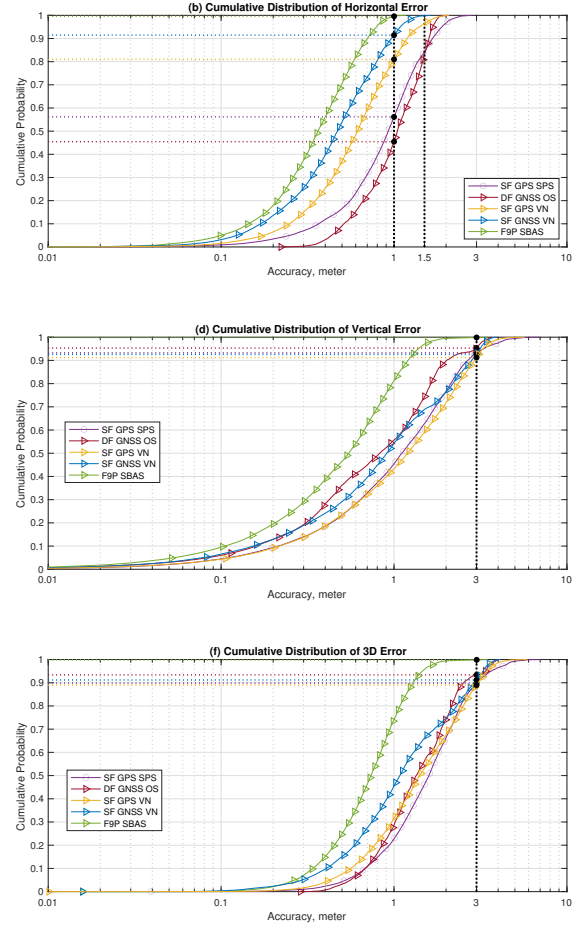 (b) Cumulative Distribution of Horizontal Error
1
0.9
0.8
0.7
0.6
0.5
0.4
0.3
0.2
0.1
0
Cumulative Probability
SF GPS SPS
DF GNSS OS
SF GPS VN
SF GNSS VN
F9P SBAS
0.01 0.1 1 1.5 3 10
Accuracy, meter
(d) Cumulative Distribution of Vertical Error
1
0.9
0.8
0.7
0.6
0.5
0.4
0.3
0.2
0.1
0
Cumulative Probability
SF GPS SPS
DF GNSS OS
SF GPS VN
SF GNSS VN
F9P SBAS
0.01 0.1 1 3 10
Accuracy, meter
(f) Cumulative Distribution of 3D Error
1
0.9
0.8
0.7
0.6
0.5
0.4
0.3
0.2
0.1
0
Cumulative Probability
SF GPS SPS
DF GNSS OS
SF GPS VN
SF GNSS VN
F9P SBAS
0.01 0.1 1 3 10
Accuracy, meter